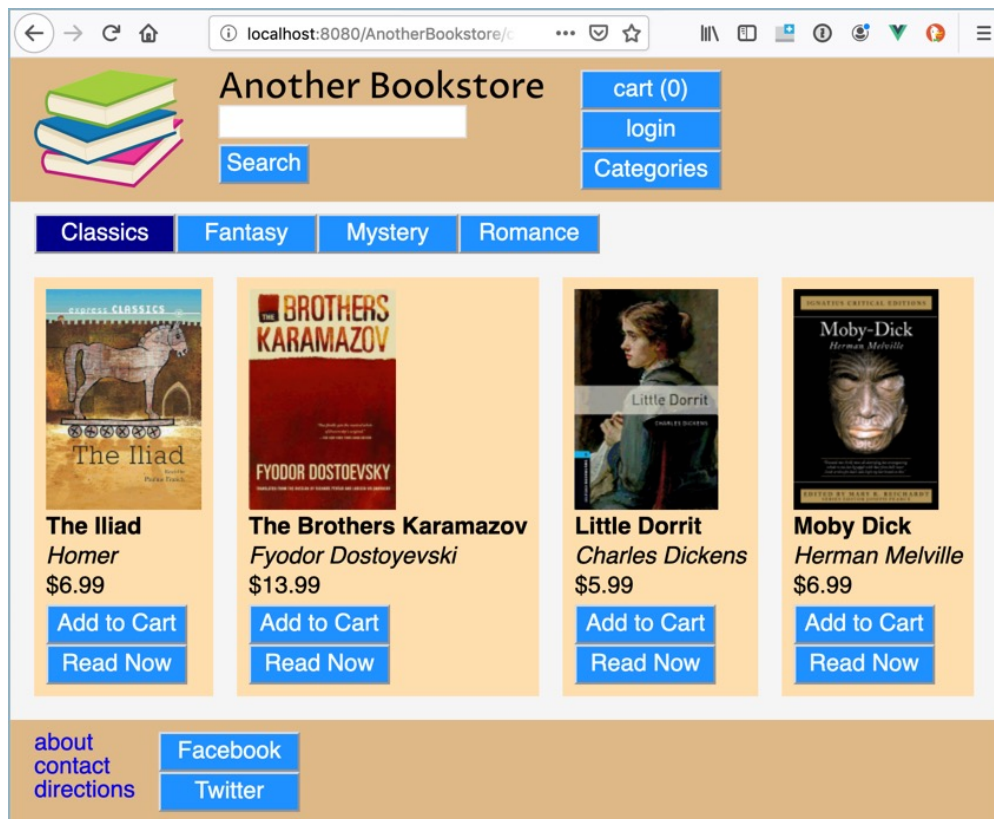 localhost:8080/AnotherBookstore/
Another Bookstore
Search
cart (0)
login
Categories
Classics
Fantasy
Mystery
Romance
express CLASSICS
The Iliad
The Iliad
Homer
$6.99
Add to Cart
Read Now
THE BROTHERS
KARAMAZOV
FYODOR DOSTOEVSKY
The Brothers Karamazov
Fyodor Dostoyevski
$13.99
Add to Cart
Read Now
Little Dorrit
CHARLES DICKENS
Little Dorrit
Charles Dickens
$5.99
Add to Cart
Read Now
IGNATIUS CRITICAL EDITIONS
Moby-Dick
Herman Melville
EDITED BY MARY R. REICHARDT
Moby Dick
Herman Melville
$6.99
Add to Cart
Read Now
about
contact
directions
Facebook
Twitter